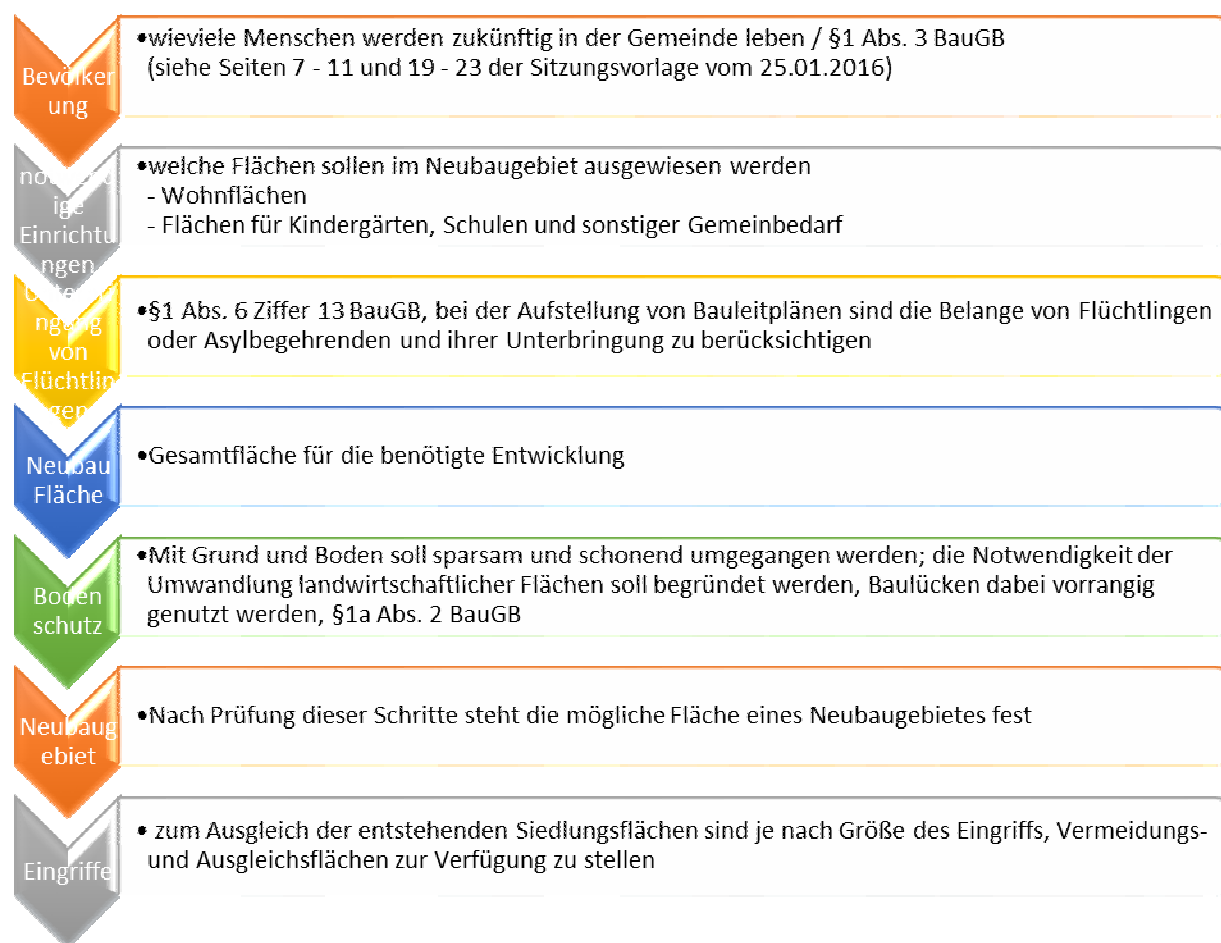 Bevölker
ung
•wieviele Menschen werden zukünftig in der Gemeinde leben / §1 Abs. 3 BauGB
(siehe Seiten 7 - 11 und 19 - 23 der Sitzungsvorlage vom 25.01.2016)
ige
Einrichtu
ngen
•welche Flächen sollen im Neubaugebiet ausgewiesen werden
- Wohnflächen
- Flächen für Kindergärten, Schulen und sonstiger Gemeinbedarf
ngung
von
Flüchtlin
gen
•§1 Abs. 6 Ziffer 13 BauGB, bei der Aufstellung von Bauleitplänen sind die Belange von Flüchtlingen
oder Asylbegehrenden und ihrer Unterbringung zu berücksichtigen
Neubau
Fläche
•Gesamtfläche für die benötigte Entwicklung
Boden
schutz
•Mit Grund und Boden soll sparsam und schonend umgegangen werden; die Notwendigkeit der
Umwandlung landwirtschaftlicher Flächen soll begründet werden, Baulücken dabei vorrangig
genutzt werden, §1a Abs. 2 BauGB
Neubaug
ebiet
•Nach Prüfung dieser Schritte steht die mögliche Fläche eines Neubaugebietes fest
Eingriffe
• zum Ausgleich der entstehenden Siedlungsflächen sind je nach Größe des Eingriffs, Vermeidungs-
und Ausgleichsflächen zur Verfügung zu stellen